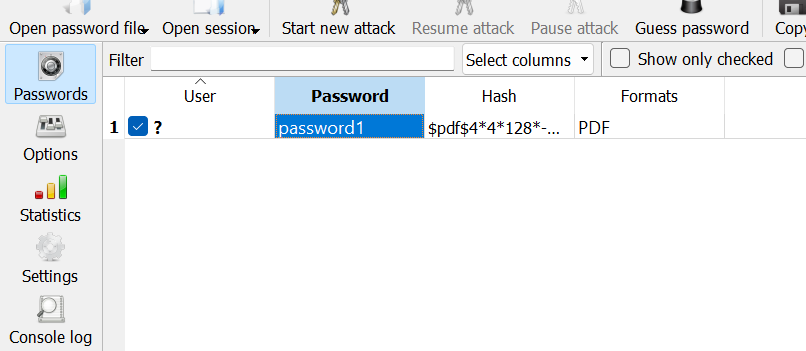 Open password file Open session Start new attack Resume attack Pause attack Guess password Copy
Passwords
Filter Select columns Show only checked
User Password Hash Formats
1 ? password1 $pdf$4*4*128*-... PDF
Options
Statistics
Settings
Console log